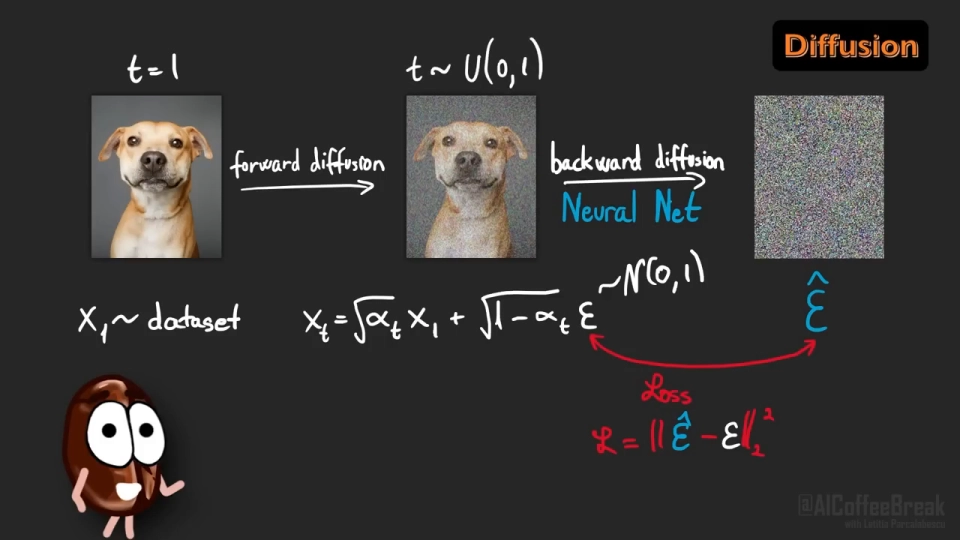 Diffusion
t = 1
t ~ U(0,1)
forward diffusion
backward diffusion
Neural Net
X₁ ~ dataset
Xₜ = √αₜ X₁ + √(1 - αₜ) ε ~ N(0,1)
ε̂
Loss
ℒ = || ε̂ - ε ||₂²
@AICoffeeBreak
with Letitia Parcalabescu